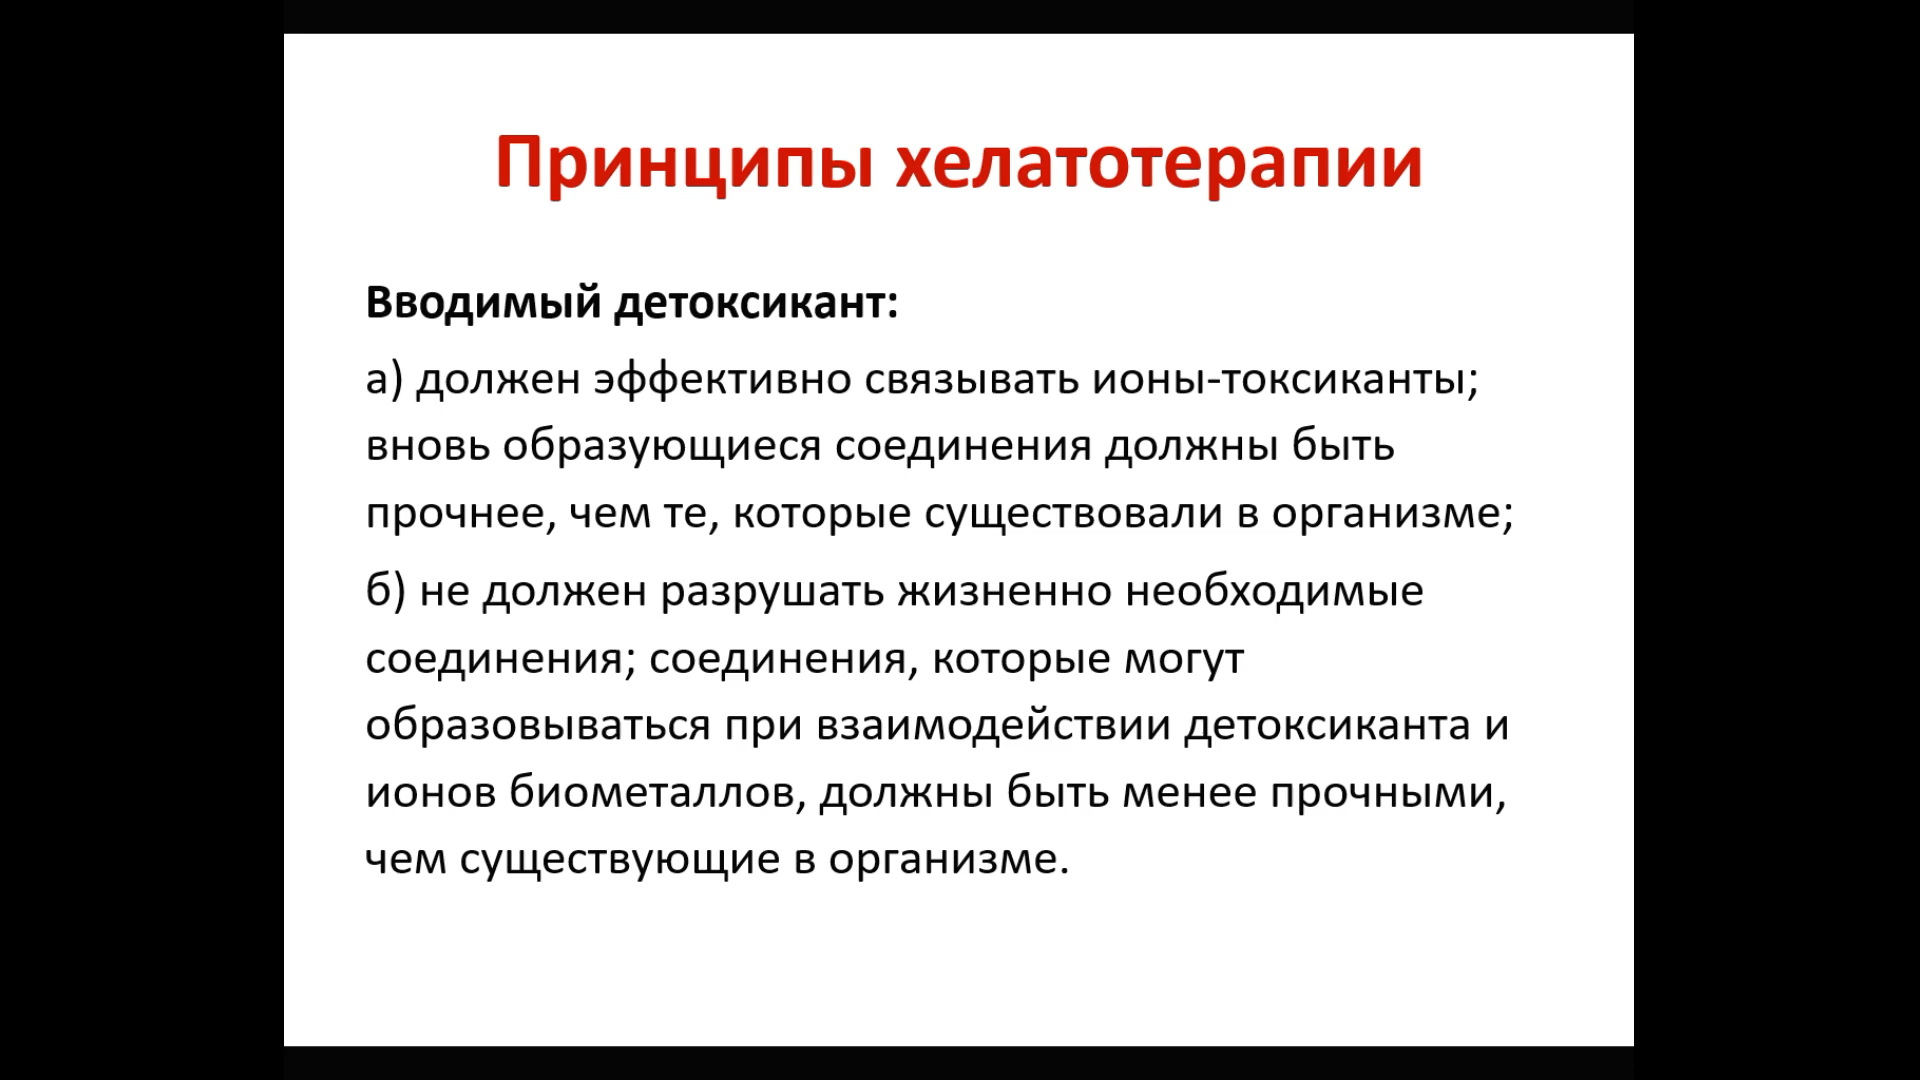 Принципы хелатотерапии
Вводимый детоксикант:
а) должен эффективно связывать ионы-токсиканты;
вновь образующиеся соединения должны быть
прочнее, чем те, которые существовали в организме;
б) не должен разрушать жизненно необходимые
соединения; соединения, которые могут
образовываться при взаимодействии детоксиканта и
ионов биометаллов, должны быть менее прочными,
чем существующие в организме.